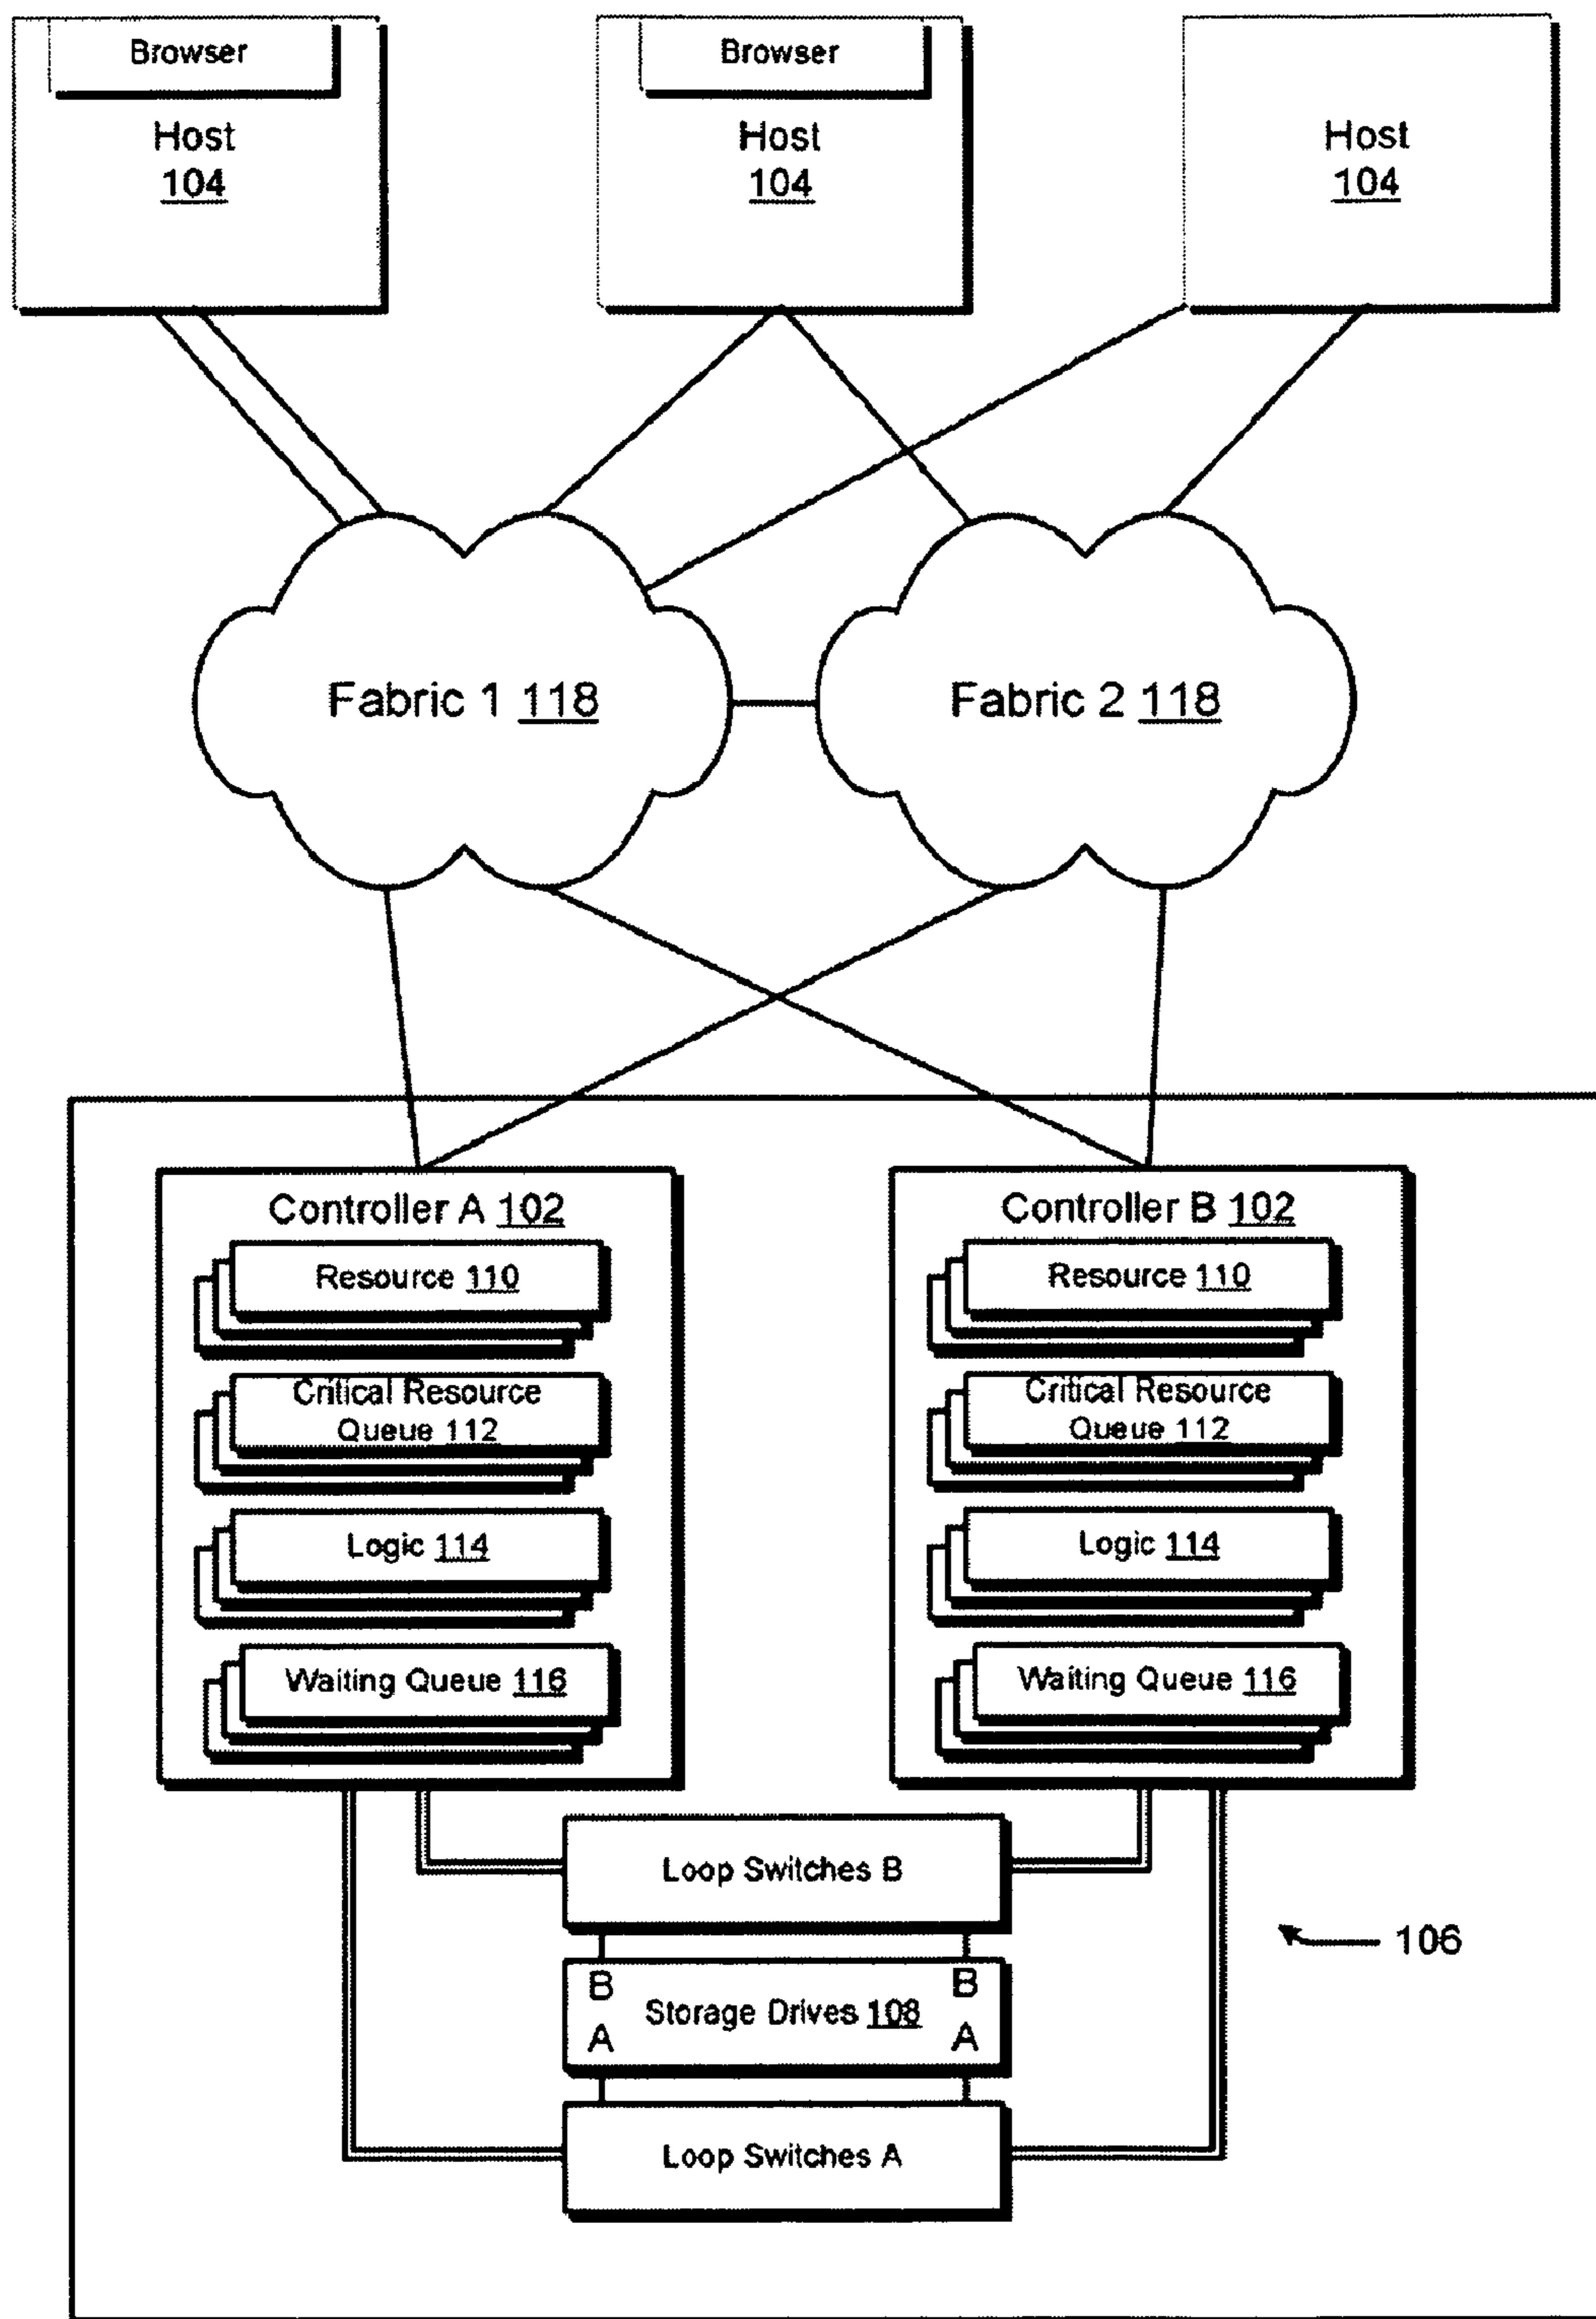 Browser
Host
104
Browser
Host
104
Host
104
Fabric 1 118
Fabric 2 118
Controller A 102
Resource 110
Critical Resource
Queue 112
Logic 114
Waiting Queue 116
Controller B 102
Resource 110
Critical Resource
Queue 112
Logic 114
Waiting Queue 116
Loop Switches B
B B
Storage Drives 108
A A
Loop Switches A
106